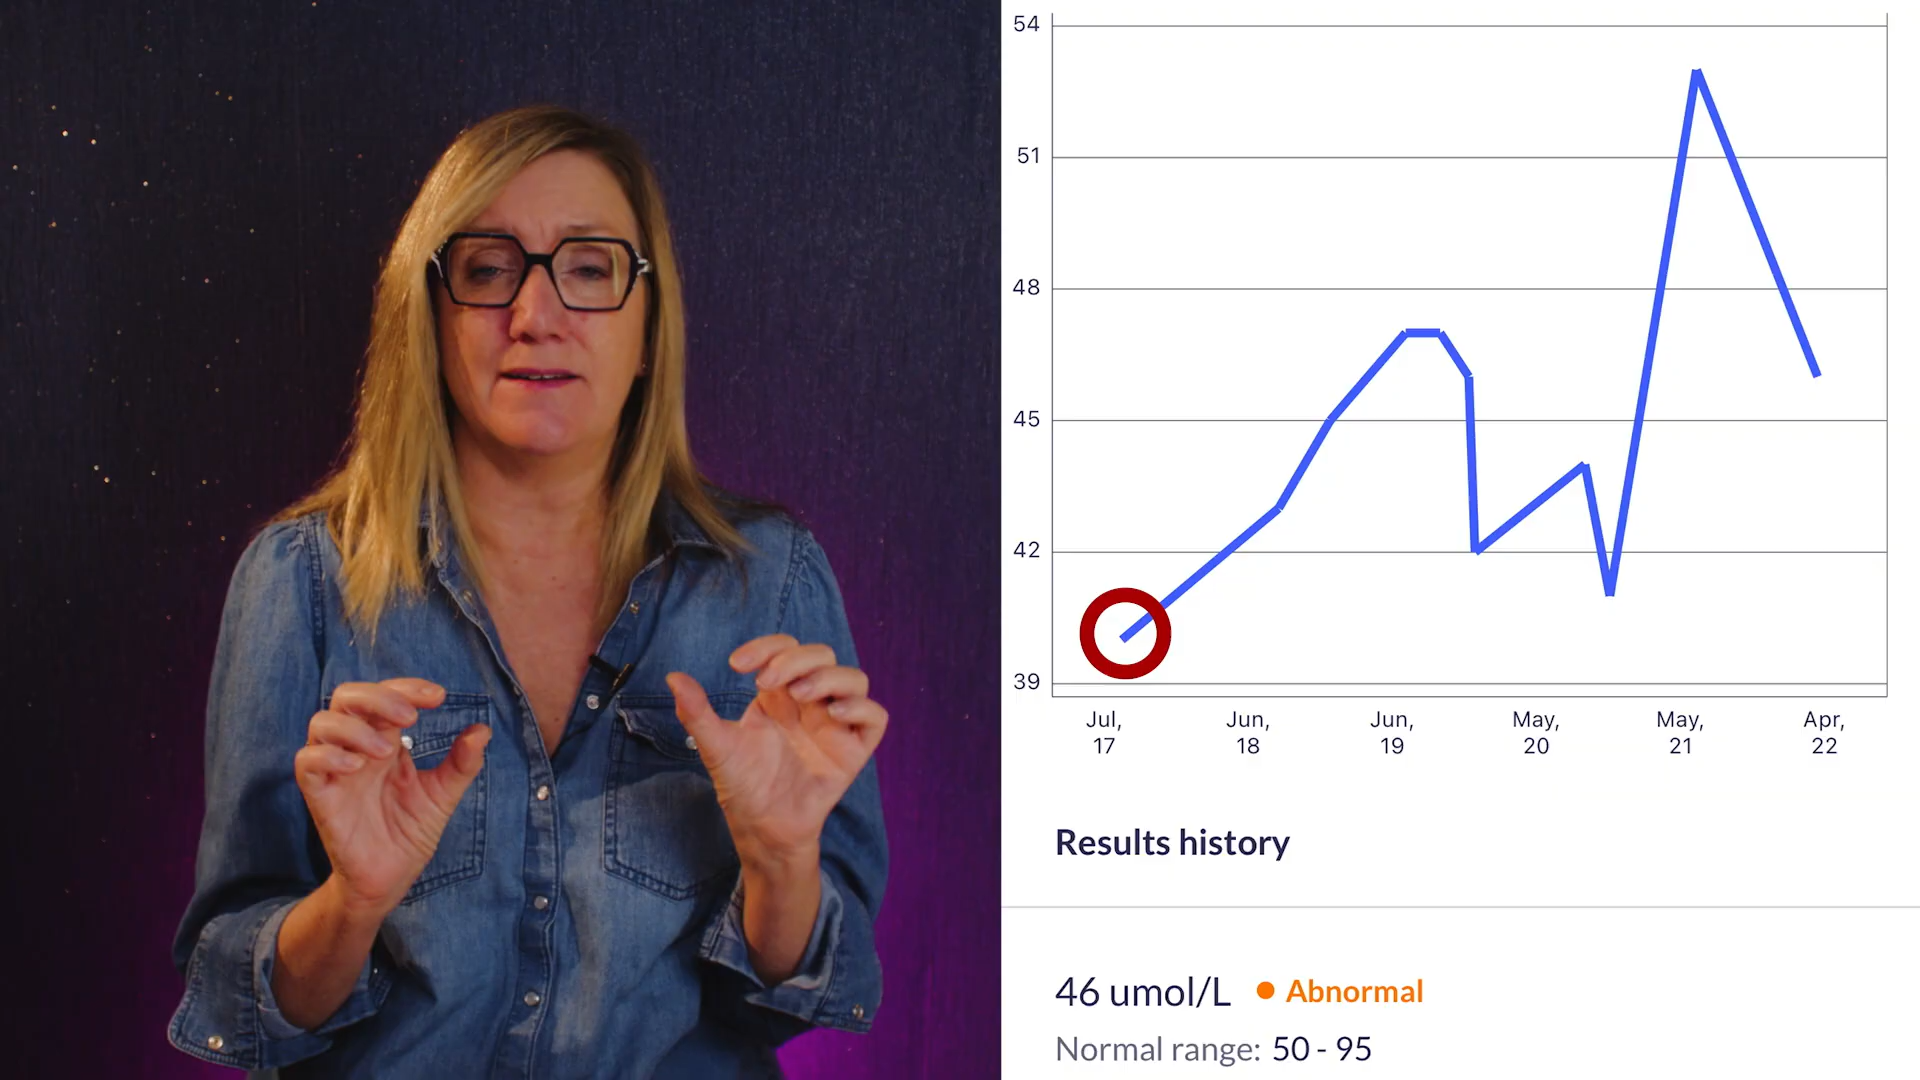 54
51
48
45
42
39
Jul, 17
Jun, 18
Jun, 19
May, 20
May, 21
Apr, 22
Results history
46 umol/L Abnormal
Normal range: 50 - 95